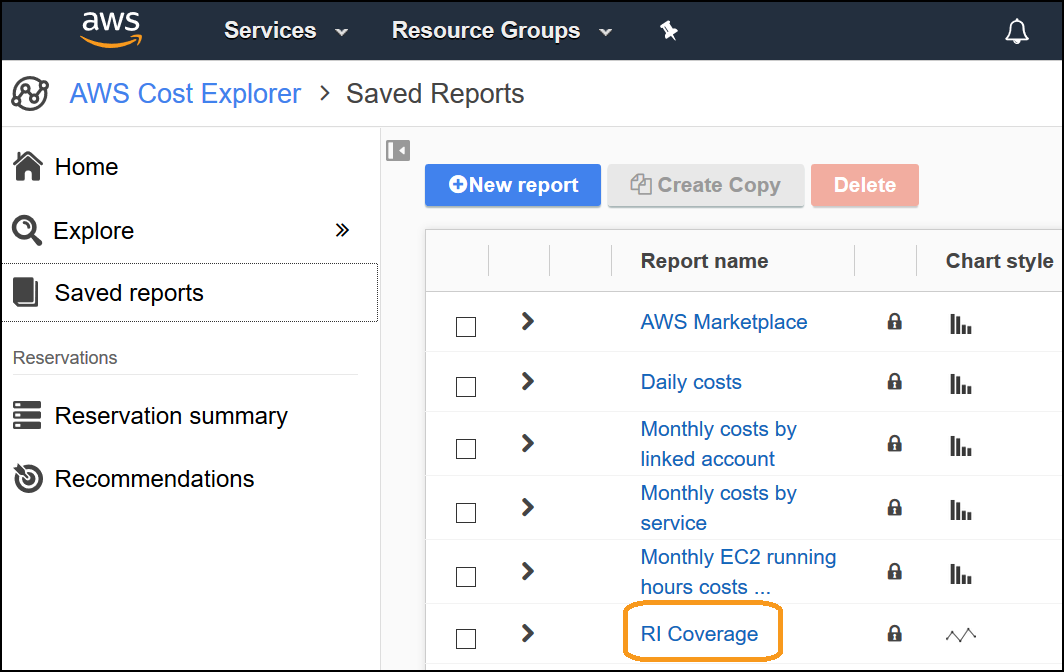 aws Services Resource Groups
AWS Cost Explorer > Saved Reports
Home
Explore
Saved reports
Reservations
Reservation summary
Recommendations
New report Create Copy Delete
Report name Chart style
AWS Marketplace
Daily costs
Monthly costs by
linked account
Monthly costs by
service
Monthly EC2 running
hours costs ...
RI Coverage